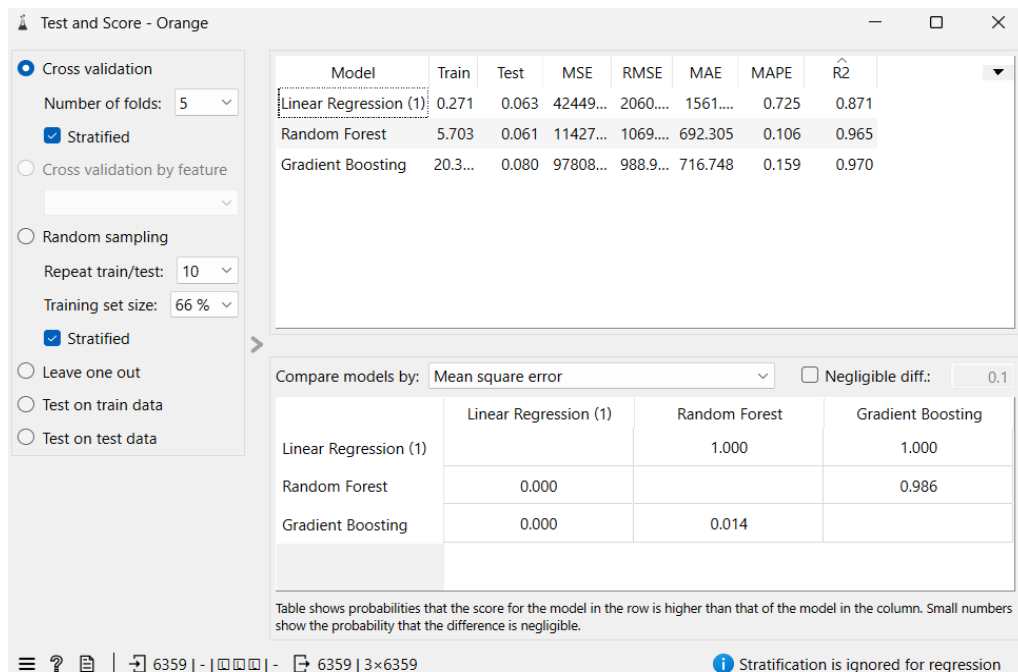 Test and Score - Orange
Cross validation
Number of folds: 5
Stratified
Cross validation by feature
Random sampling
Repeat train/test: 10
Training set size: 66 %
Stratified
Leave one out
Test on train data
Test on test data
Model Train Test MSE RMSE MAE MAPE R2
Linear Regression (1) 0.271 0.063 42449... 2060.... 1561.... 0.725 0.871
Random Forest 5.703 0.061 11427... 1069.... 692.305 0.106 0.965
Gradient Boosting 20.3... 0.080 97808... 988.9... 716.748 0.159 0.970
Compare models by: Mean square error Negligible diff.: 0.1
Linear Regression (1) Random Forest Gradient Boosting
Linear Regression (1) 1.000 1.000
Random Forest 0.000 0.986
Gradient Boosting 0.000 0.014
Table shows probabilities that the score for the model in the row is higher than that of the model in the column. Small numbers
show the probability that the difference is negligible.
6359 | - | - 6359 | 3×6359
Stratification is ignored for regression